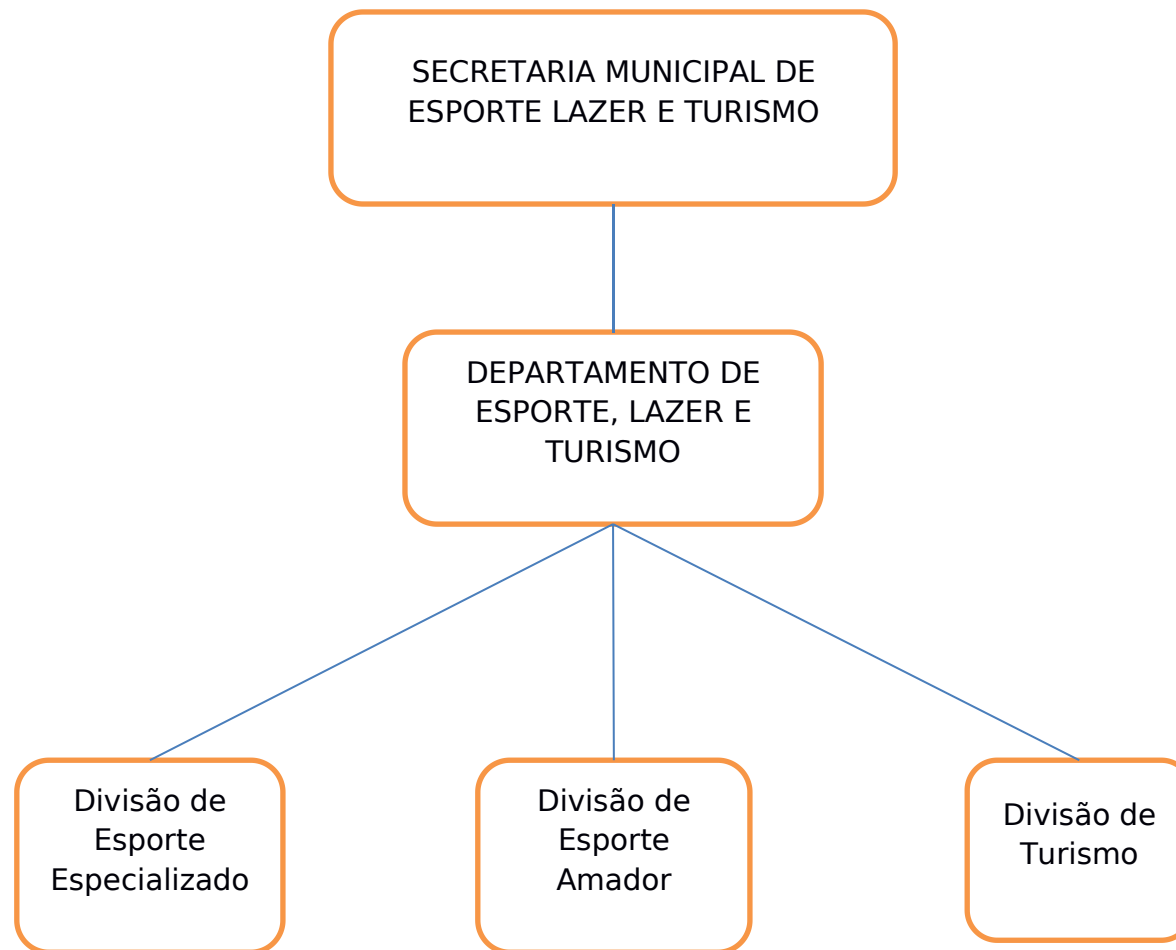 SECRETARIA MUNICIPAL DE
ESPORTE LAZER E TURISMO
DEPARTAMENTO DE
ESPORTE, LAZER E
TURISMO
Divisão de
Esporte
Especializado
Divisão de
Esporte
Amador
Divisão de
Turismo